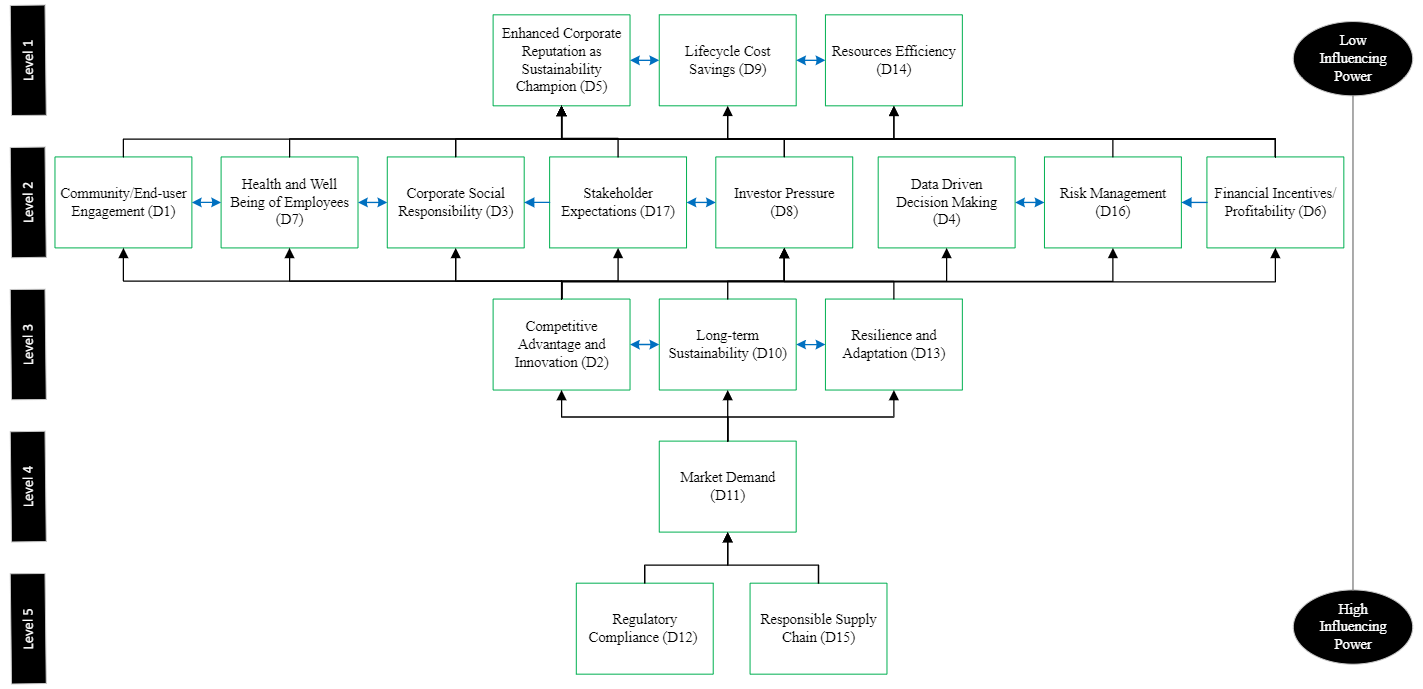 Level 1
Enhanced Corporate
Reputation as
Sustainability
Champion (D5)
Lifecycle Cost
Savings (D9)
Resources Efficiency
(D14)
Low
Influencing
Power
Level 2
Community/End-user
Engagement (D1)
Health and Well
Being of Employees
(D7)
Corporate Social
Responsibility (D3)
Stakeholder
Expectations (D17)
Investor Pressure
(D8)
Data Driven
Decision Making
(D4)
Risk Management
(D16)
Financial Incentives/
Profitability (D6)
Level 3
Competitive
Advantage and
Innovation (D2)
Long-term
Sustainability (D10)
Resilience and
Adaptation (D13)
Level 4
Market Demand
(D11)
Level 5
Regulatory
Compliance (D12)
Responsible Supply
Chain (D15)
High
Influencing
Power